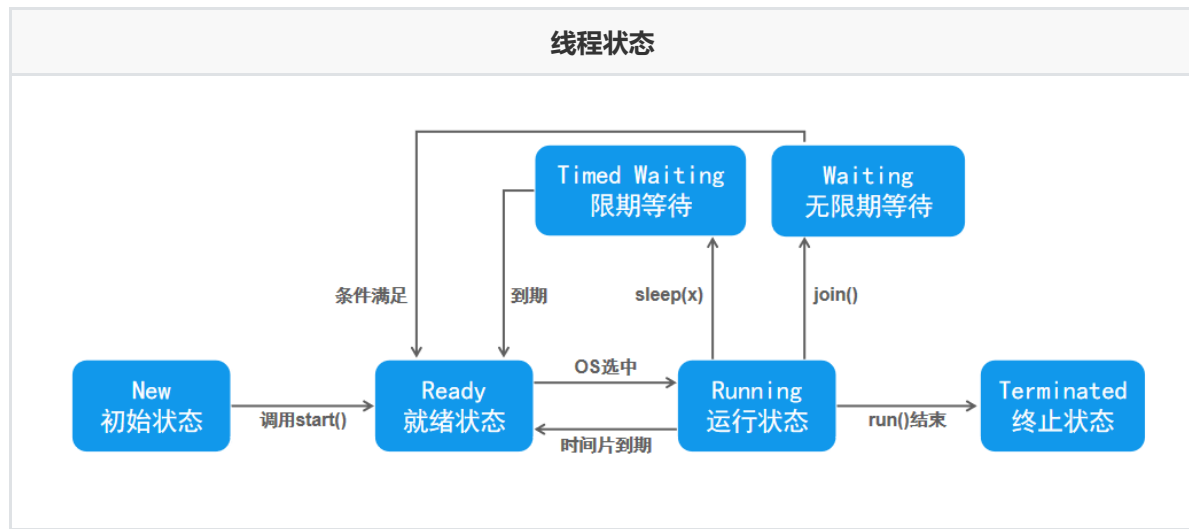 线程状态
Timed Waiting
限期等待
Waiting
无限期等待
条件满足
到期
sleep(x)
join()
New
初始状态
调用start()
Ready
就绪状态
OS选中
时间片到期
Running
运行状态
run()结束
Terminated
终止状态